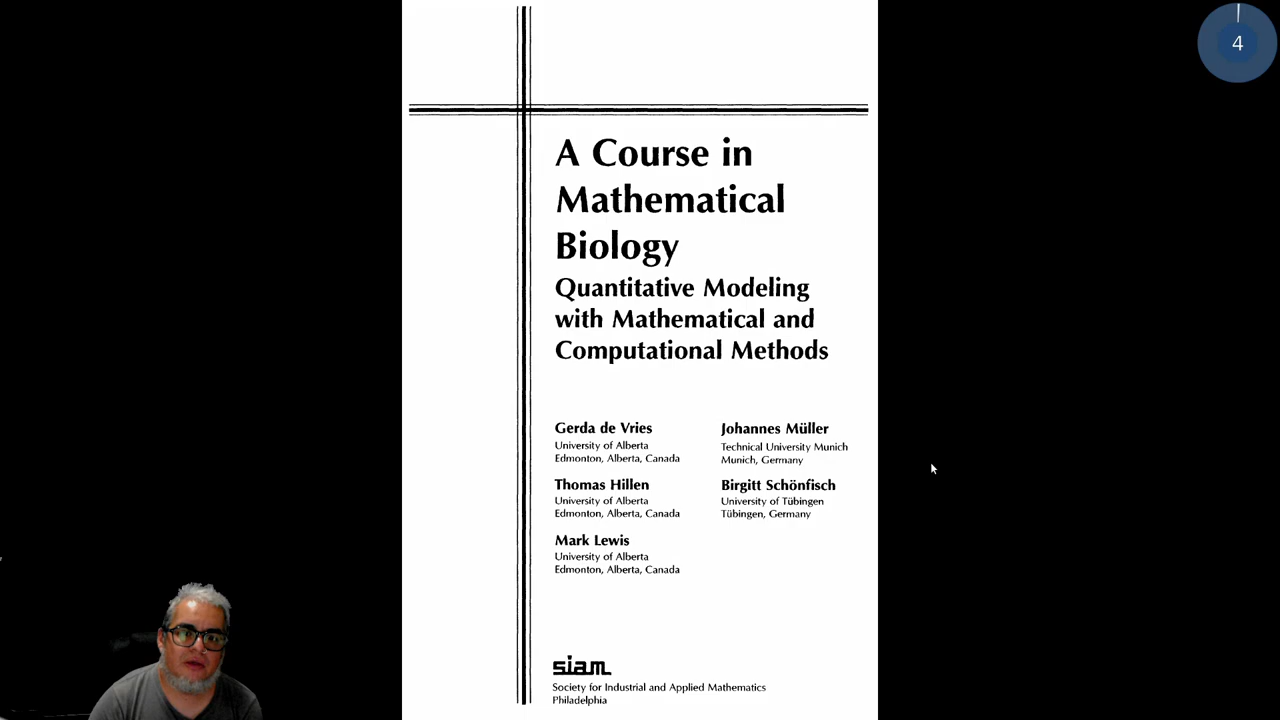 4
A Course in
Mathematical
Biology
Quantitative Modeling
with Mathematical and
Computational Methods
Gerda de Vries
University of Alberta
Edmonton, Alberta, Canada
Thomas Hillen
University of Alberta
Edmonton, Alberta, Canada
Mark Lewis
University of Alberta
Edmonton, Alberta, Canada
Johannes Müller
Technical University Munich
Munich, Germany
Birgitt Schönfisch
University of Tübingen
Tübingen, Germany
siam
Society for Industrial and Applied Mathematics
Philadelphia